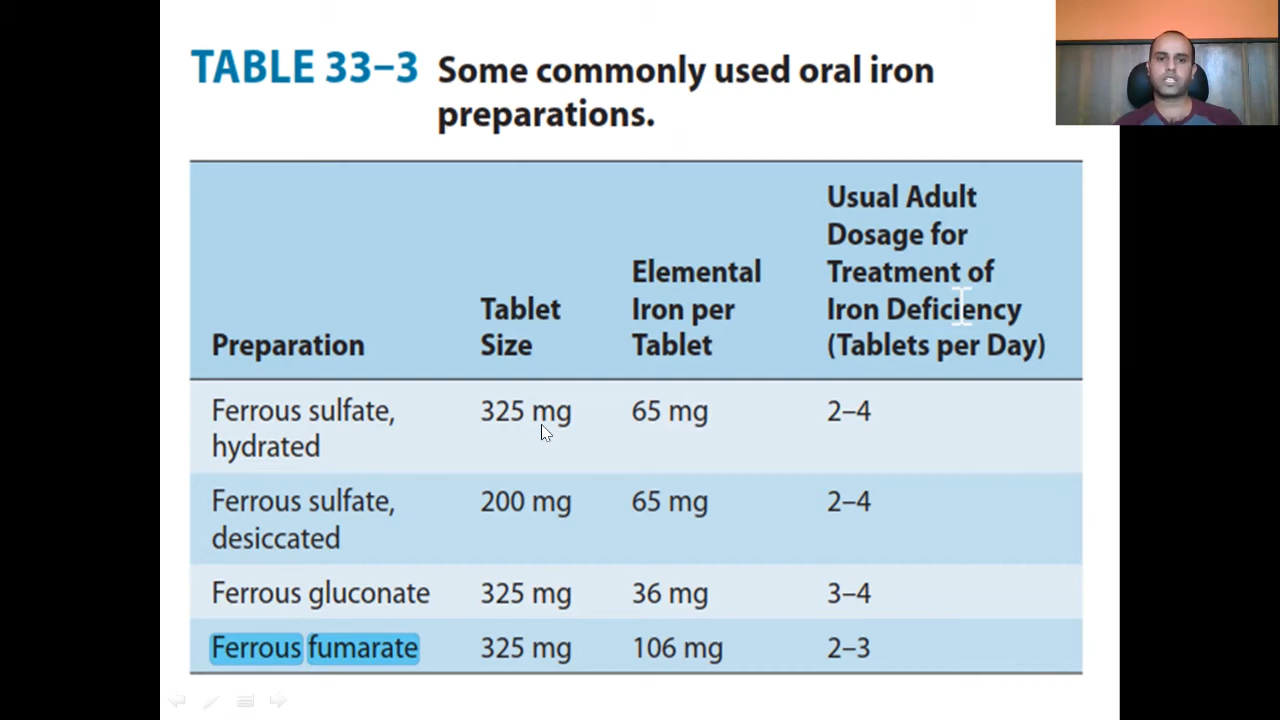 TABLE 33–3 Some commonly used oral iron
preparations.
Preparation
Tablet
Size
Elemental
Iron per
Tablet
Usual Adult
Dosage for
Treatment of
Iron Deficiency
(Tablets per Day)
Ferrous sulfate,
hydrated
325 mg
65 mg
2–4
Ferrous sulfate,
desiccated
200 mg
65 mg
2–4
Ferrous gluconate
325 mg
36 mg
3–4
Ferrous fumarate
325 mg
106 mg
2–3